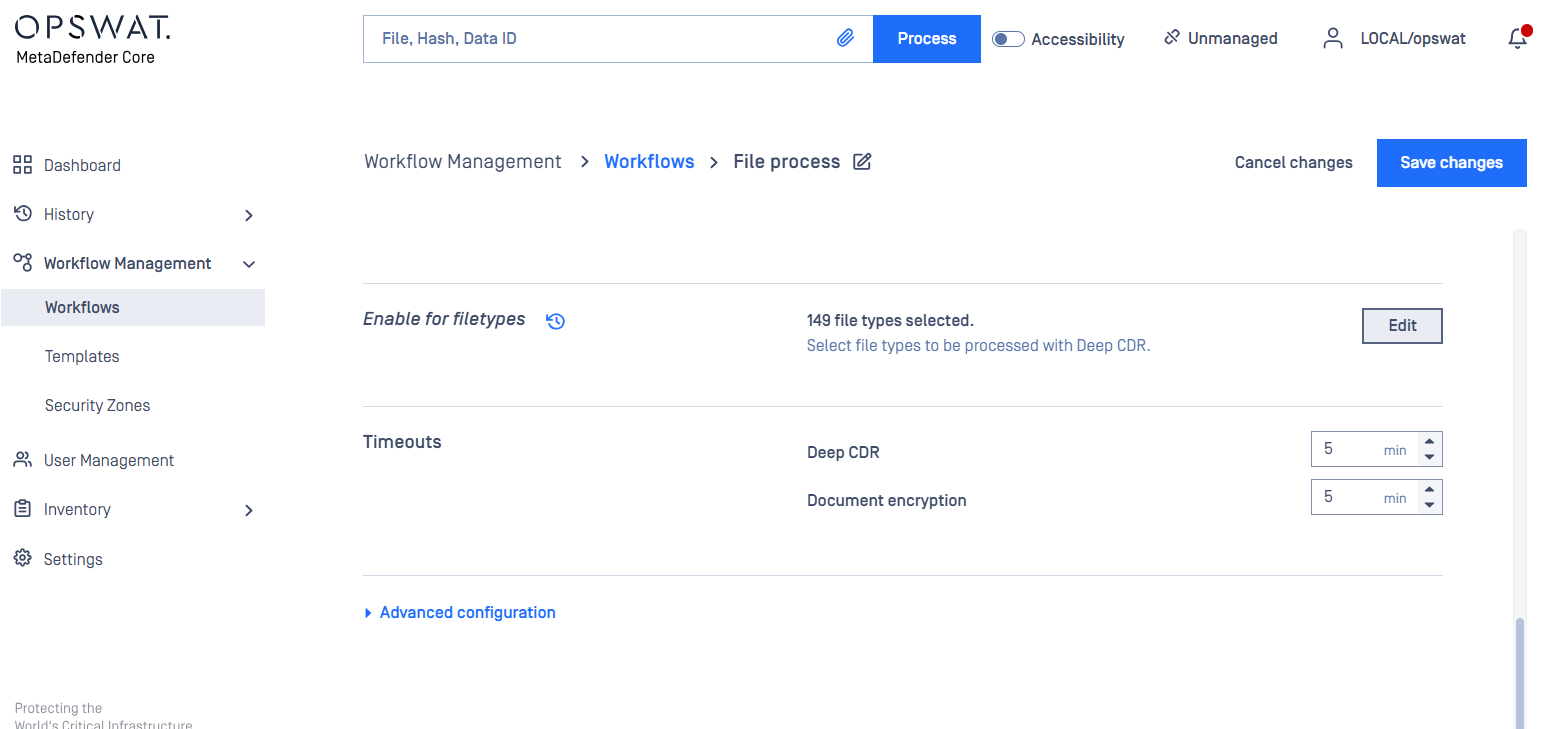 OPSWAT.
MetaDefender Core
File, Hash, Data ID
Process
Accessibility
Unmanaged
LOCAL/opswat
Dashboard
History
Workflow Management
Workflows
Templates
Security Zones
User Management
Inventory
Settings
Protecting the
World's Critical Infrastructure
Workflow Management > Workflows > File process
Cancel changes
Save changes
Enable for filetypes
149 file types selected.
Select file types to be processed with Deep CDR.
Edit
Timeouts
Deep CDR
5 min
Document encryption
5 min
Advanced configuration